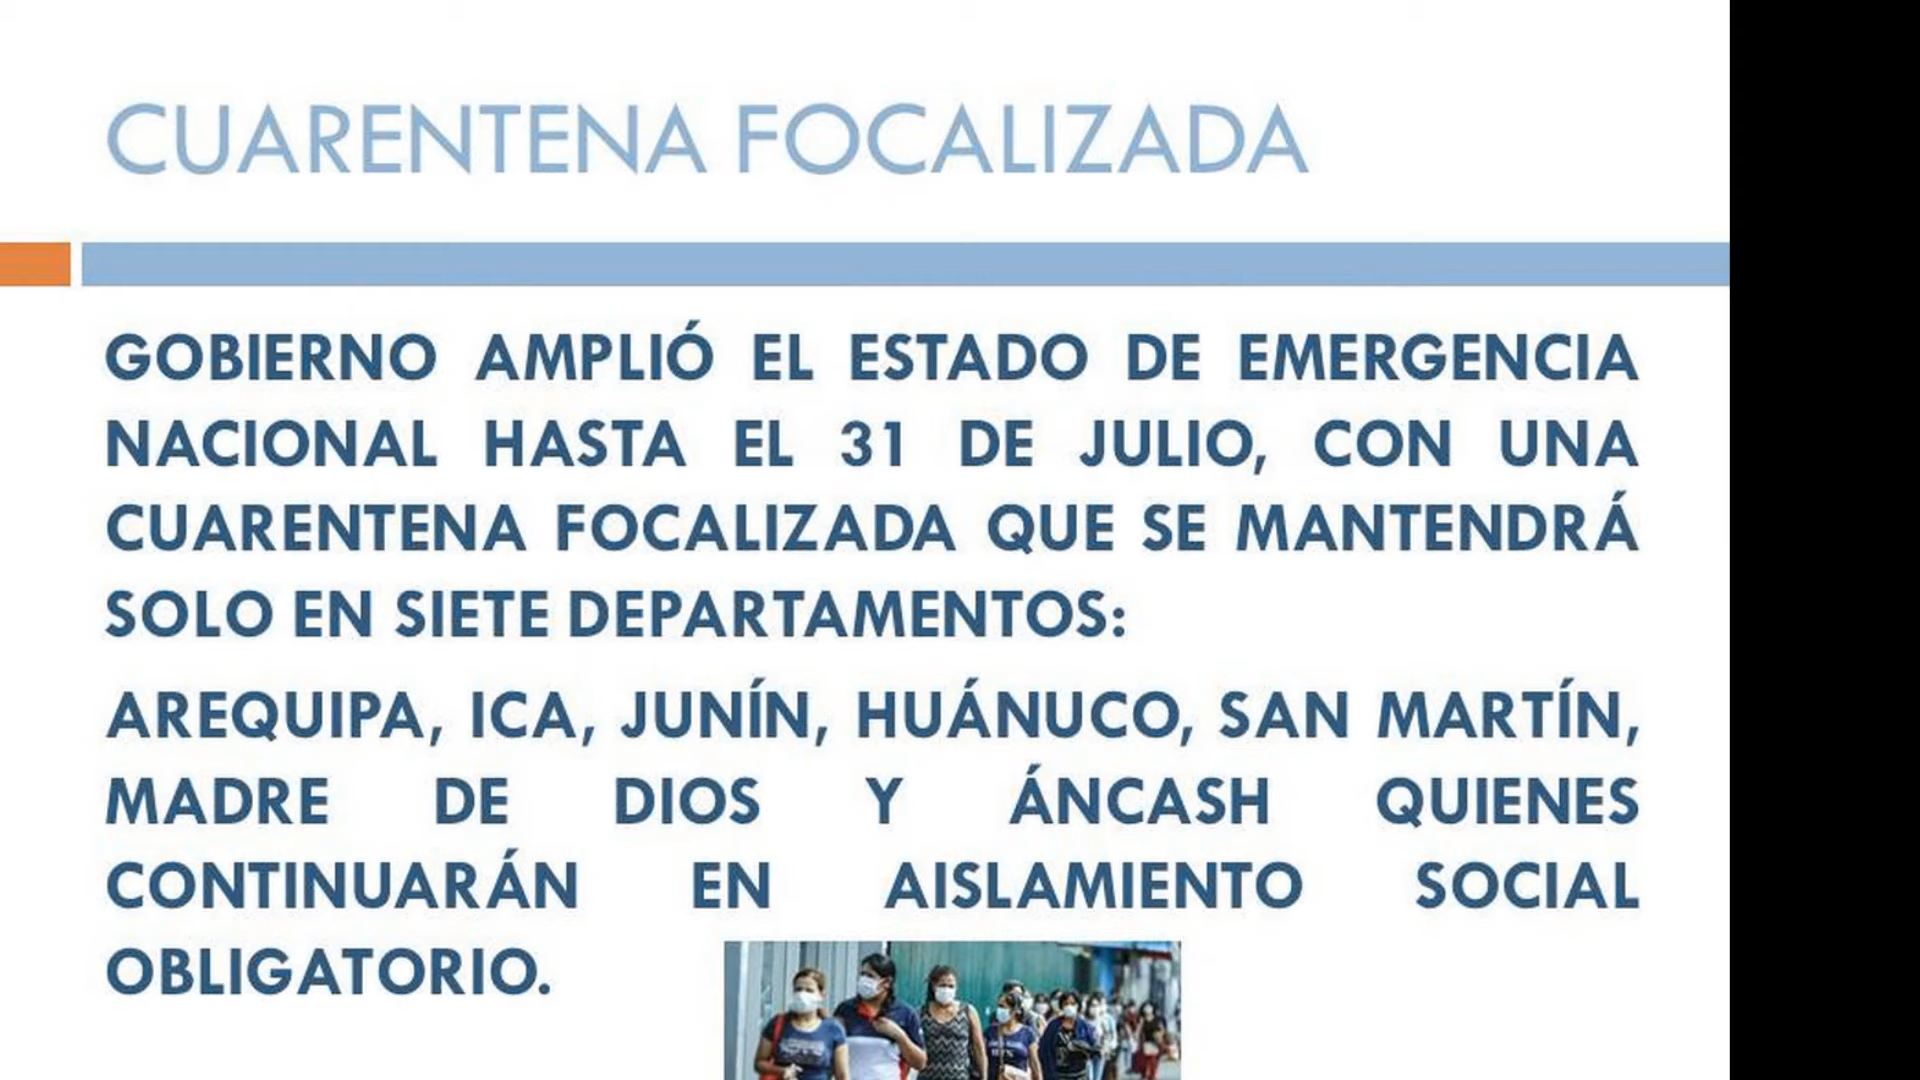 CUARENTENA FOCALIZADA
GOBIERNO AMPLIÓ EL ESTADO DE EMERGENCIA
NACIONAL HASTA EL 31 DE JULIO, CON UNA
CUARENTENA FOCALIZADA QUE SE MANTENDRÁ
SOLO EN SIETE DEPARTAMENTOS:
AREQUIPA, ICA, JUNÍN, HUÁNUCO, SAN MARTÍN,
MADRE DE DIOS Y ÁNCASH QUIENES
CONTINUARÁN EN AISLAMIENTO SOCIAL
OBLIGATORIO.